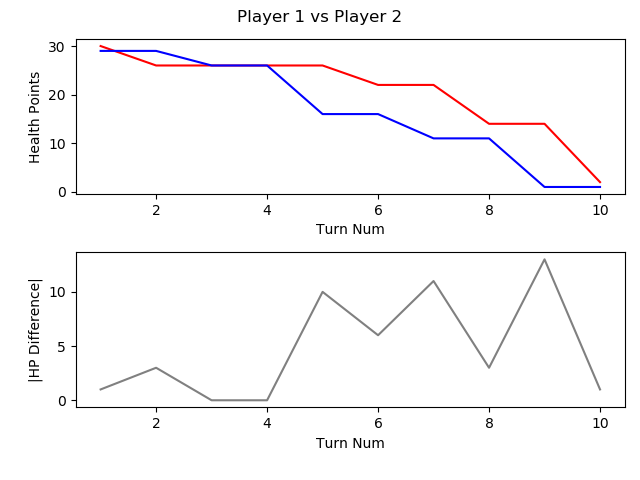 Player 1 vs Player 2
30
20
10
0
Health Points
2 4 6 8 10
Turn Num
10
5
0
|HP Difference|
2 4 6 8 10
Turn Num